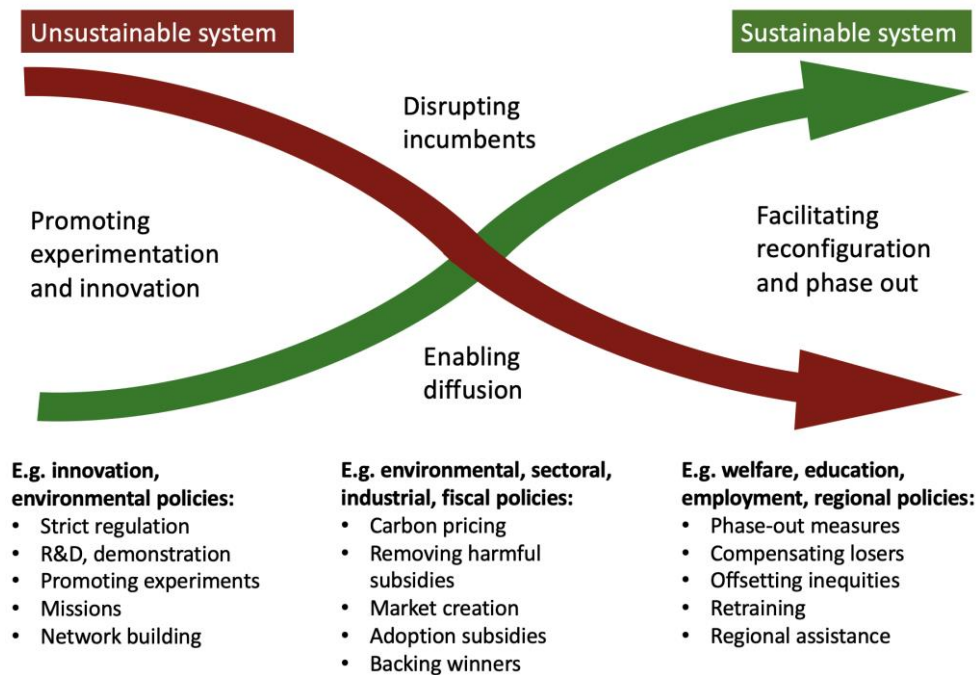 Unsustainable system
Sustainable system
Disrupting
incumbents
Promoting
experimentation
and innovation
Facilitating
reconfiguration
and phase out
Enabling
diffusion
E.g. innovation,
environmental policies:
• Strict regulation
• R&D, demonstration
• Promoting experiments
• Missions
• Network building
E.g. environmental, sectoral,
industrial, fiscal policies:
• Carbon pricing
• Removing harmful
subsidies
• Market creation
• Adoption subsidies
• Backing winners
E.g. welfare, education,
employment, regional policies:
• Phase-out measures
• Compensating losers
• Offsetting inequities
• Retraining
• Regional assistance